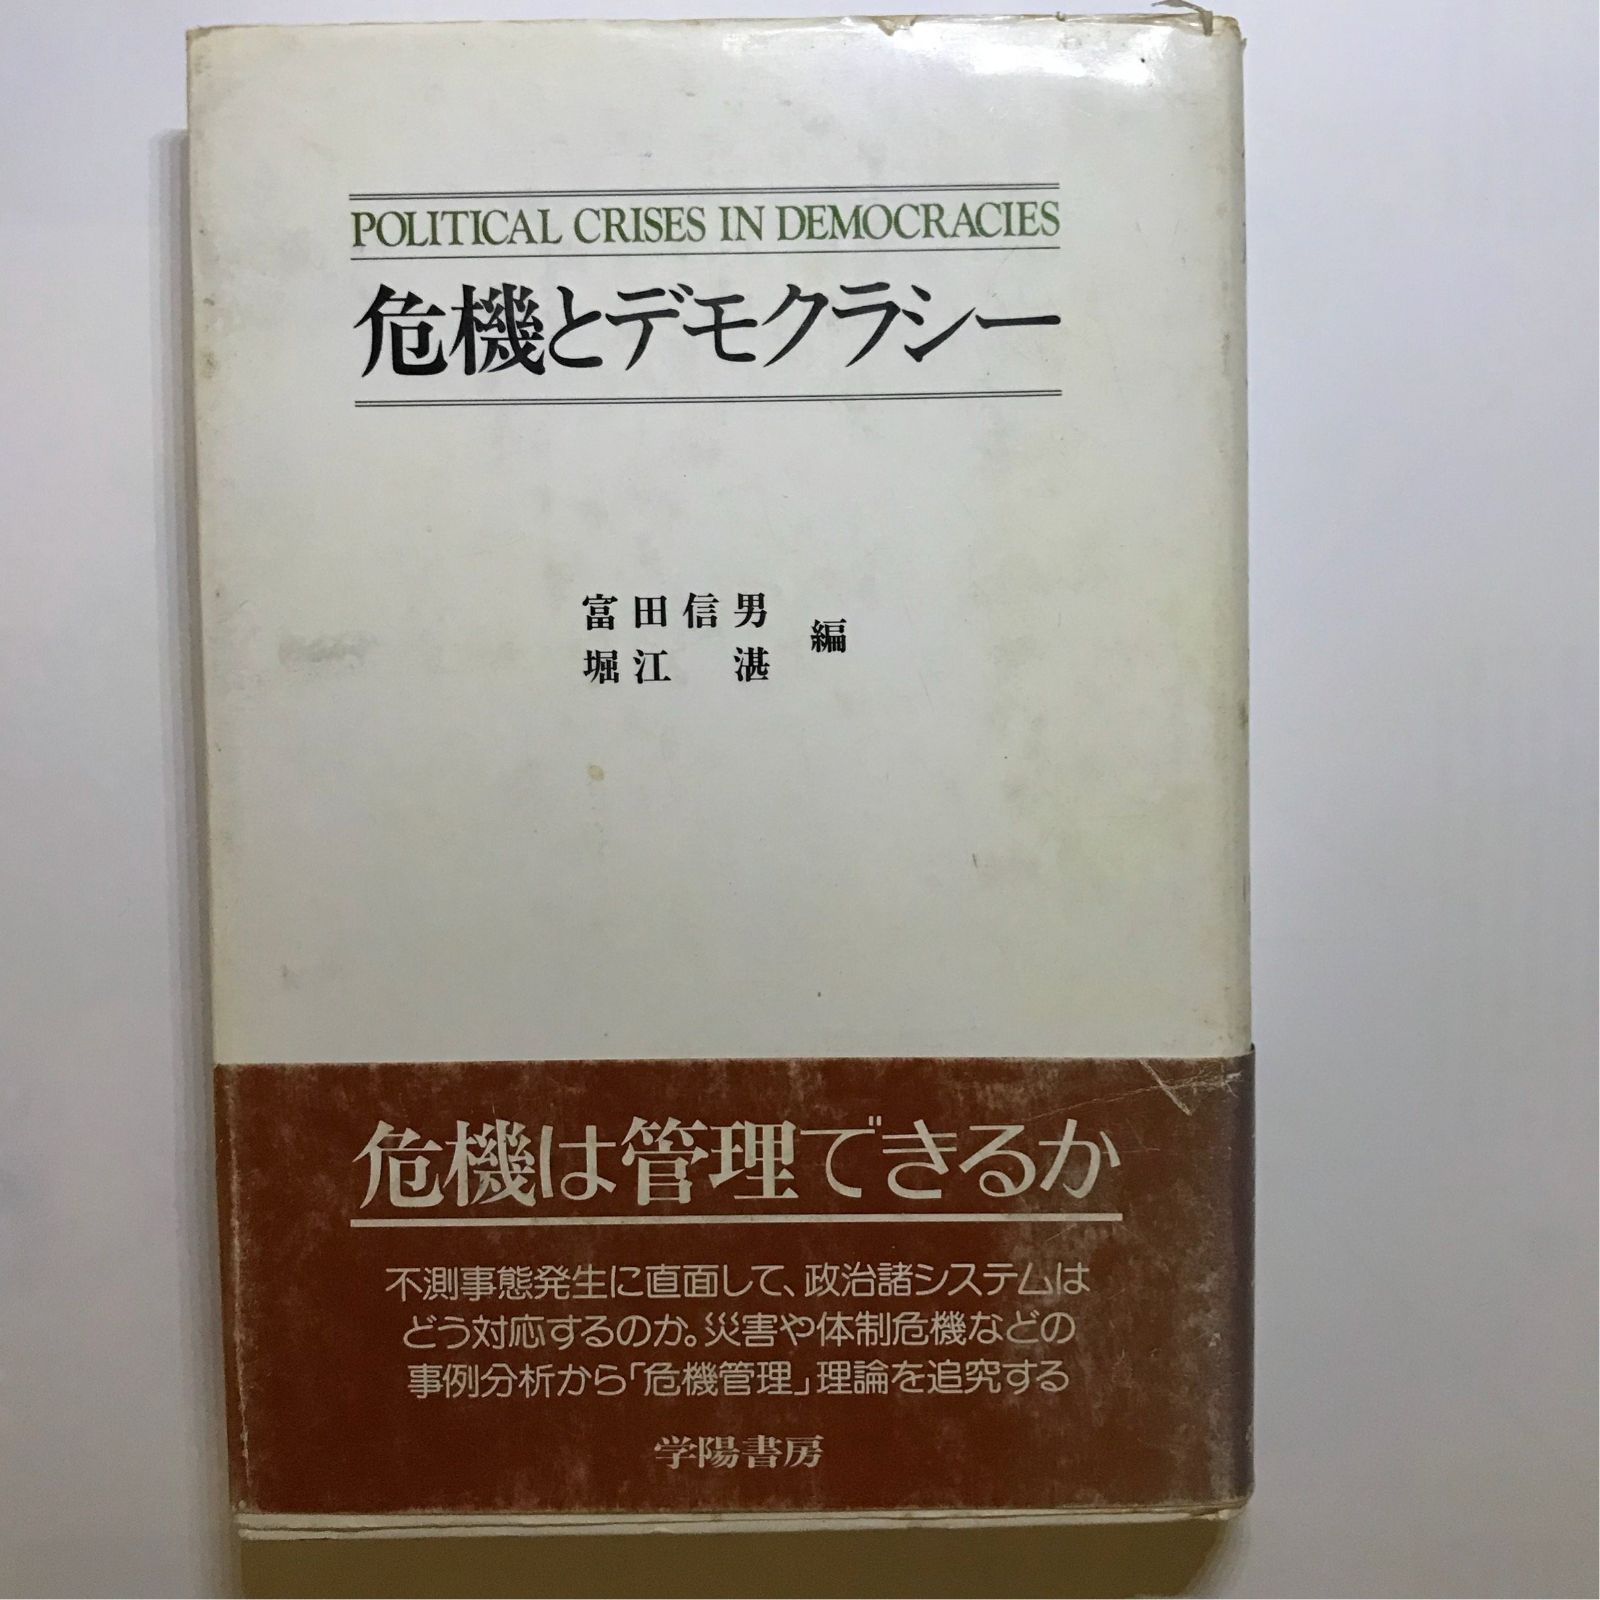 POLITICAL CRISES IN DEMOCRACIES
危機とデモクラシー
富田信男
堀江 湛
編
危機は管理できるか
不測事態発生に直面して、政治諸システムは
どう対応するのか。災害や体制危機などの
事例分析から「危機管理」理論を追究する
学陽書房